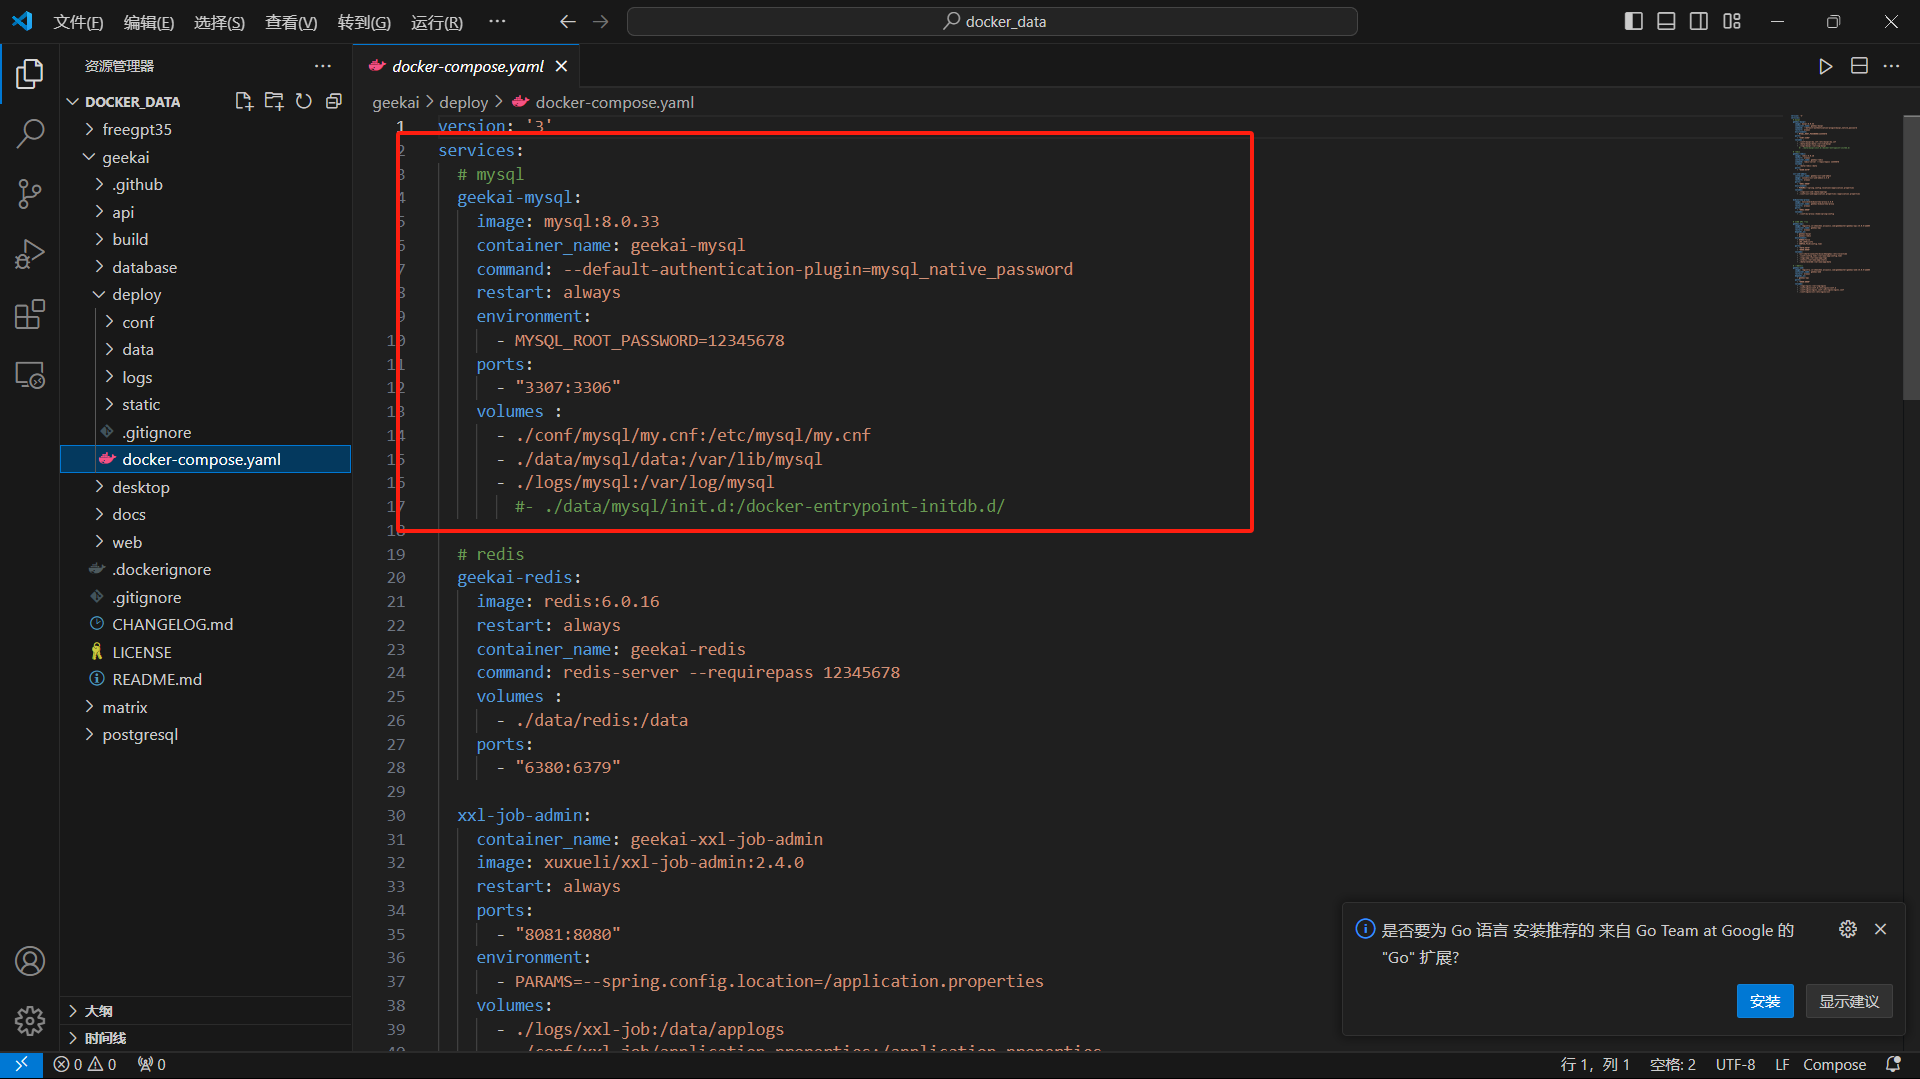 文件(F) 编辑(E) 选择(S) 查看(V) 转到(G) 运行(R) ··· docker_data
资源管理器 ···
DOCKER_DATA
freegpt35
geekai
.github
api
build
database
deploy
conf
data
logs
static
.gitignore
docker-compose.yaml
desktop
docs
web
.dockerignore
.gitignore
CHANGELOG.md
LICENSE
README.md
matrix
postgresql
大纲
时间线
docker-compose.yaml
geekai > deploy > docker-compose.yaml
1 version: '3'
2 services:
3 # mysql
4 geekai-mysql:
5 image: mysql:8.0.33
6 container_name: geekai-mysql
7 command: --default-authentication-plugin=mysql_native_password
8 restart: always
9 environment:
10 - MYSQL_ROOT_PASSWORD=12345678
11 ports:
12 - "3307:3306"
13 volumes :
14 - ./conf/mysql/my.cnf:/etc/mysql/my.cnf
15 - ./data/mysql/data:/var/lib/mysql
16 - ./logs/mysql:/var/log/mysql
17 #- ./data/mysql/init.d:/docker-entrypoint-initdb.d/
18
19 # redis
20 geekai-redis:
21 image: redis:6.0.16
22 restart: always
23 container_name: geekai-redis
24 command: redis-server --requirepass 12345678
25 volumes :
26 - ./data/redis:/data
27 ports:
28 - "6380:6379"
29
30 xxl-job-admin:
31 container_name: geekai-xxl-job-admin
32 image: xuxueli/xxl-job-admin:2.4.0
33 restart: always
34 ports:
35 - "8081:8080"
36 environment:
37 - PARAMS=--spring.config.location=/application.properties
38 volumes:
39 - ./logs/xxl-job:/data/applogs
40 - ./conf/xxl-job/application.properties:/application.properties
是否要为 Go 语言 安装推荐的 来自 Go Team at Google 的
"Go" 扩展?
安装 显示建议
0 0 0 行 1，列 1 空格: 2 UTF-8 LF Compose